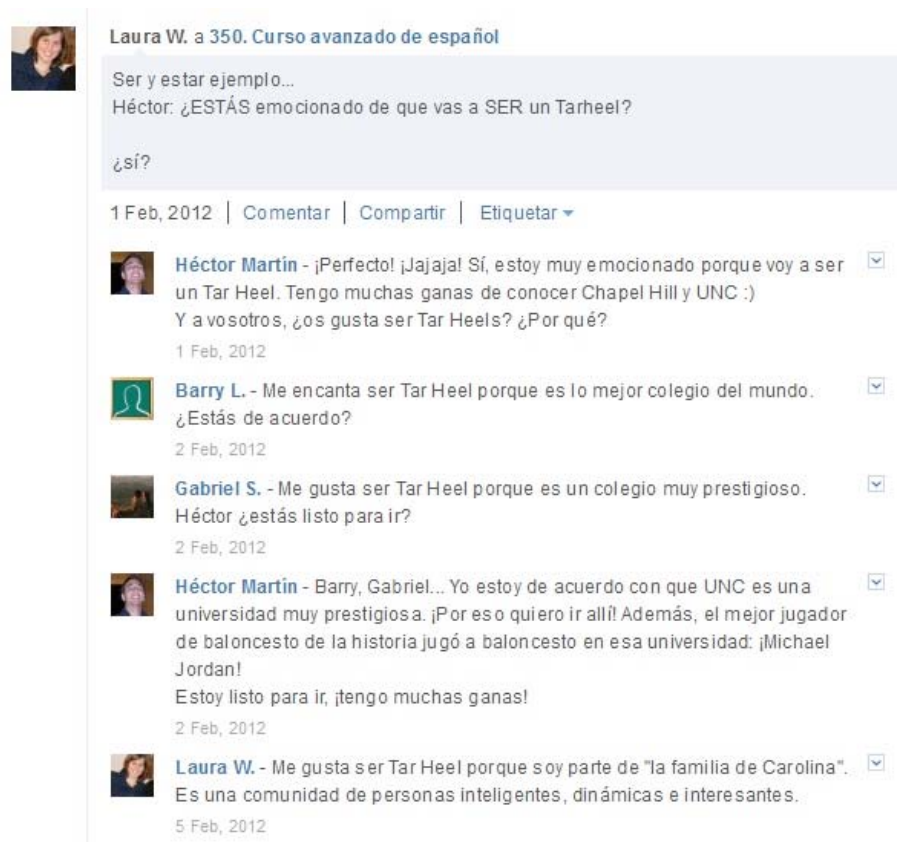 Laura W. a 350. Curso avanzado de español
Ser y estar ejemplo...
Héctor: ¿ESTÁS emocionado de que vas a SER un Tarheel?
¿sí?
1 Feb, 2012 | Comentar | Compartir | Etiquetar
Héctor Martín - ¡Perfecto! ¡Jajaja! Sí, estoy muy emocionado porque voy a ser
un Tar Heel. Tengo muchas ganas de conocer Chapel Hill y UNC :)
Y a vosotros, ¿os gusta ser Tar Heels? ¿Por qué?
1 Feb, 2012
Barry L. - Me encanta ser Tar Heel porque es lo mejor colegio del mundo.
¿Estás de acuerdo?
2 Feb, 2012
Gabriel S. - Me gusta ser Tar Heel porque es un colegio muy prestigioso.
Héctor ¿estás listo para ir?
2 Feb, 2012
Héctor Martín - Barry, Gabriel... Yo estoy de acuerdo con que UNC es una
universidad muy prestigiosa. ¡Por eso quiero ir allí! Además, el mejor jugador
de baloncesto de la historia jugó a baloncesto en esa universidad: ¡Michael
Jordan!
Estoy listo para ir, ¡tengo muchas ganas!
2 Feb, 2012
Laura W. - Me gusta ser Tar Heel porque soy parte de "la familia de Carolina".
Es una comunidad de personas inteligentes, dinámicas e interesantes.
5 Feb, 2012